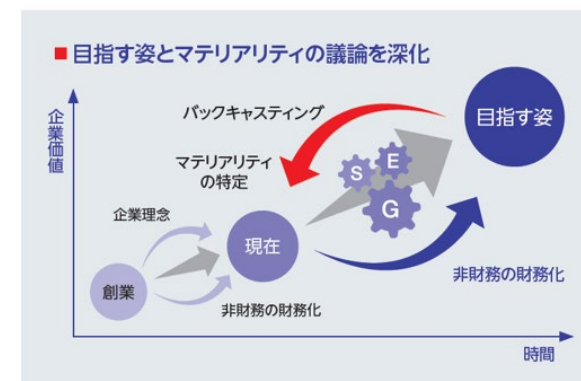 ■ 目指す姿とマテリアリティの議論を深化
企業価値
バックキャスティング
目指す姿
マテリアリティ
の特定
S
E
G
企業理念
現在
創業
非財務の財務化
非財務の財務化
時間